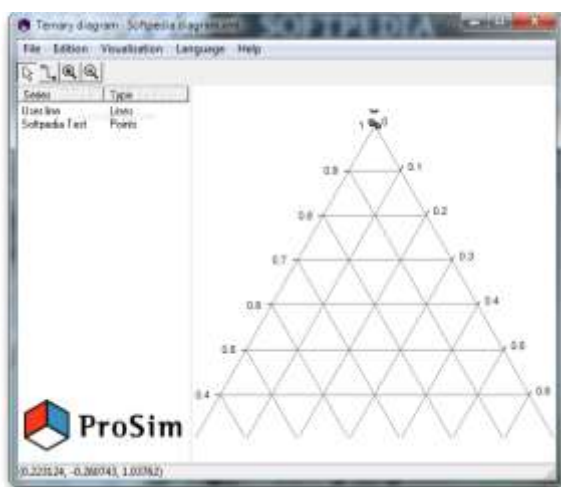 SOFTPEDIA
Ternary diagram - Softpedia diagram.xml
File Edition Visualisation Language Help
Series Type
User line Lines
Softpedia Test Points
1 0
0.9 0.1
0.8 0.2
0.7 0.3
0.6 0.4
0.5 0.5
0.4 0.6
ProSim
(0.223124, -0.260743, 1.03762)